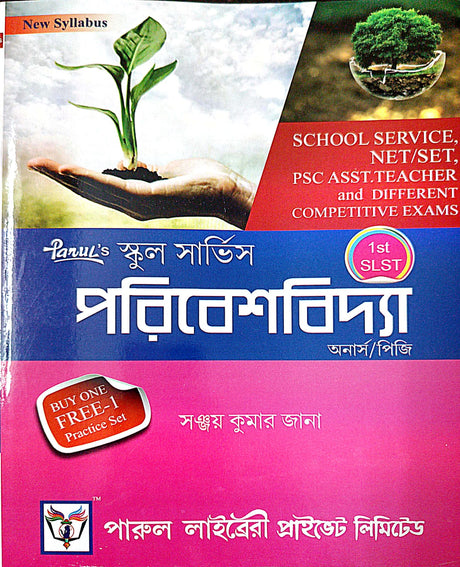 New Syllabus
SCHOOL SERVICE,
NET/SET,
PSC ASST.TEACHER
and DIFFERENT
COMPETITIVE EXAMS
Parul's স্কুল সার্ভিস
1st
SLST
পরিবেশবিদ্যা
অনার্স/পিজি
BUY ONE
FREE-1
Practice Set
সঞ্জয় কুমার জানা
TM
পারুল লাইব্রেরী প্রাইভেট লিমিটেড